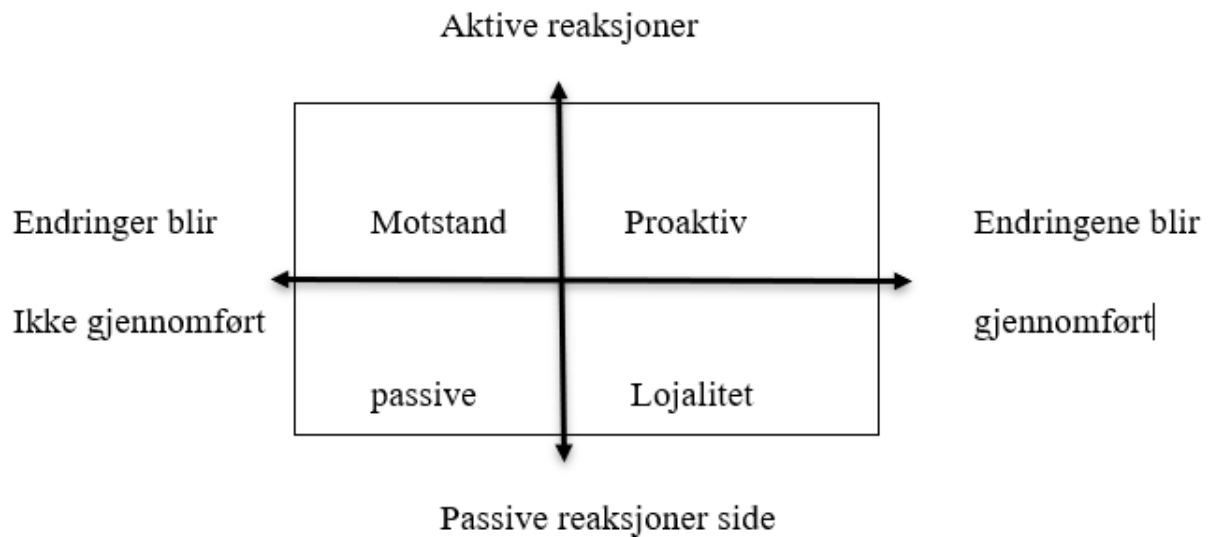 Aktive reaksjoner
Endringer blir Motstand Proaktiv Endringene blir
Ikke gjennomført gjennomført
passive Lojalitet
Passive reaksjoner side